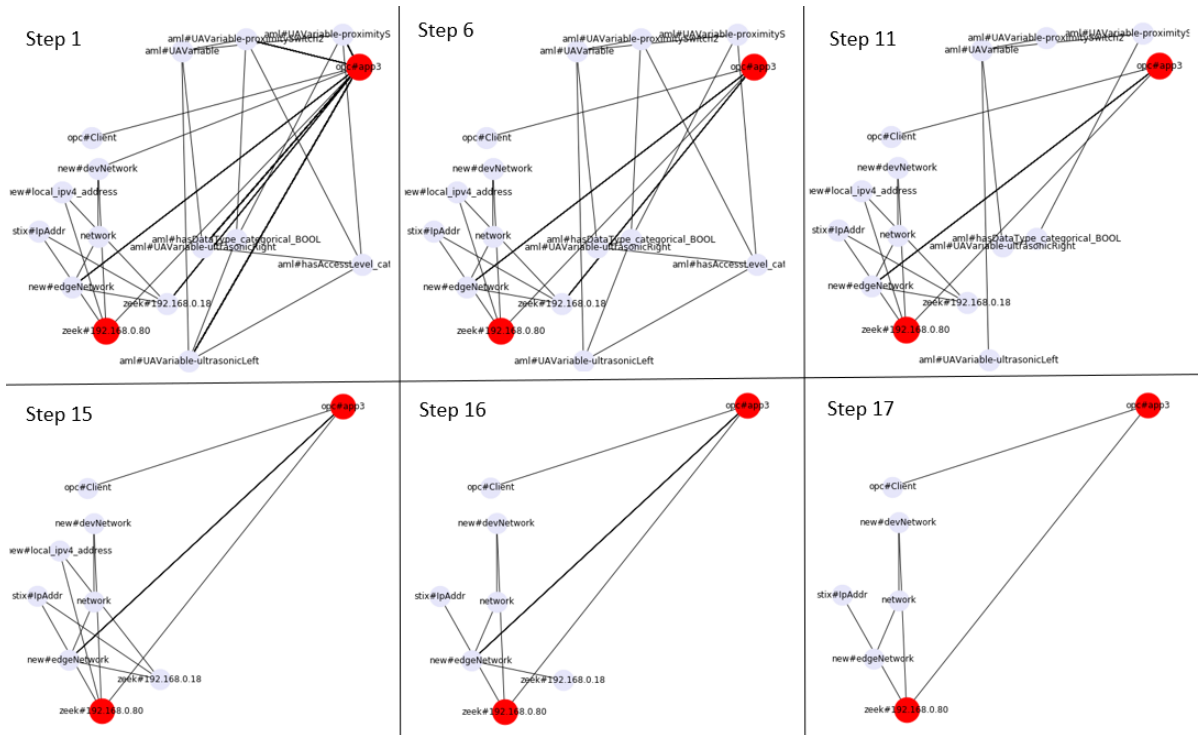 Step 1
aml#UAVariable-proximityS
aml#UAVariable-proximitySwitch2
aml#UAVariable
opc#app3
opc#Client
new#devNetwork
new#local_ipv4_address
stix#IpAddr
network
aml#hasDataType_categorical_BOOL
aml#UAVariable-ultrasonicRight
aml#hasAccessLevel_cat
new#edgeNetwork
zeek#192.168.0.18
zeek#192.168.0.80
aml#UAVariable-ultrasonicLeft
Step 6
aml#UAVariable-proximityS
aml#UAVariable-proximitySwitch2
aml#UAVariable
opc#app3
opc#Client
new#devNetwork
new#local_ipv4_address
stix#IpAddr
network
aml#hasDataType_categorical_BOOL
aml#UAVariable-ultrasonicRight
aml#hasAccessLevel_cat
new#edgeNetwork
zeek#192.168.0.18
zeek#192.168.0.80
aml#UAVariable-ultrasonicLeft
Step 11
aml#UAVariable-proximityS
aml#UAVariable-proximitySwitch2
aml#UAVariable
opc#app3
opc#Client
new#devNetwork
new#local_ipv4_address
stix#IpAddr
network
aml#hasDataType_categorical_BOOL
aml#UAVariable-ultrasonicRight
new#edgeNetwork
zeek#192.168.0.18
zeek#192.168.0.80
aml#UAVariable-ultrasonicLeft
Step 15
opc#app3
opc#Client
new#devNetwork
new#local_ipv4_address
stix#IpAddr
network
new#edgeNetwork
zeek#192.168.0.18
zeek#192.168.0.80
Step 16
opc#app3
opc#Client
new#devNetwork
stix#IpAddr
network
new#edgeNetwork
zeek#192.168.0.18
zeek#192.168.0.80
Step 17
opc#app3
opc#Client
new#devNetwork
stix#IpAddr
network
new#edgeNetwork
zeek#192.168.0.80